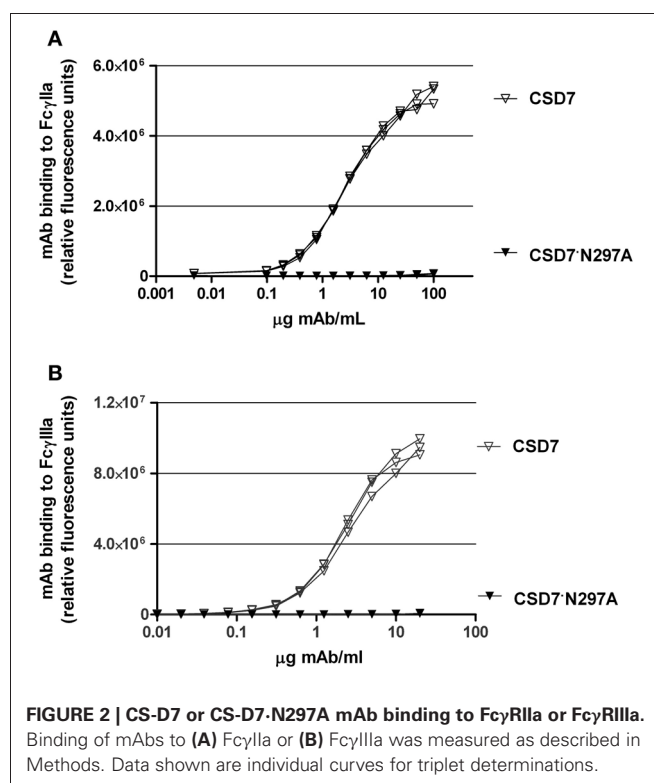 A
mAb binding to FcγIIa
(relative fluorescence units)
6.0×10⁶
4.0×10⁶
2.0×10⁶
0
0.001 0.01 0.1 1 10 100
μg mAb/mL
CSD7
CSD7·N297A
B
mAb binding to FcγIIIa
(relative fluorescence units)
1.2×10⁷
8.0×10⁶
4.0×10⁶
0
0.01 0.1 1 10 100
μg mAb/ml
CSD7
CSD7·N297A
FIGURE 2 | CS-D7 or CS-D7·N297A mAb binding to FcγRIIa or FcγRIIIa.
Binding of mAbs to (A) FcγIIa or (B) FcγIIIa was measured as described in
Methods. Data shown are individual curves for triplet determinations.